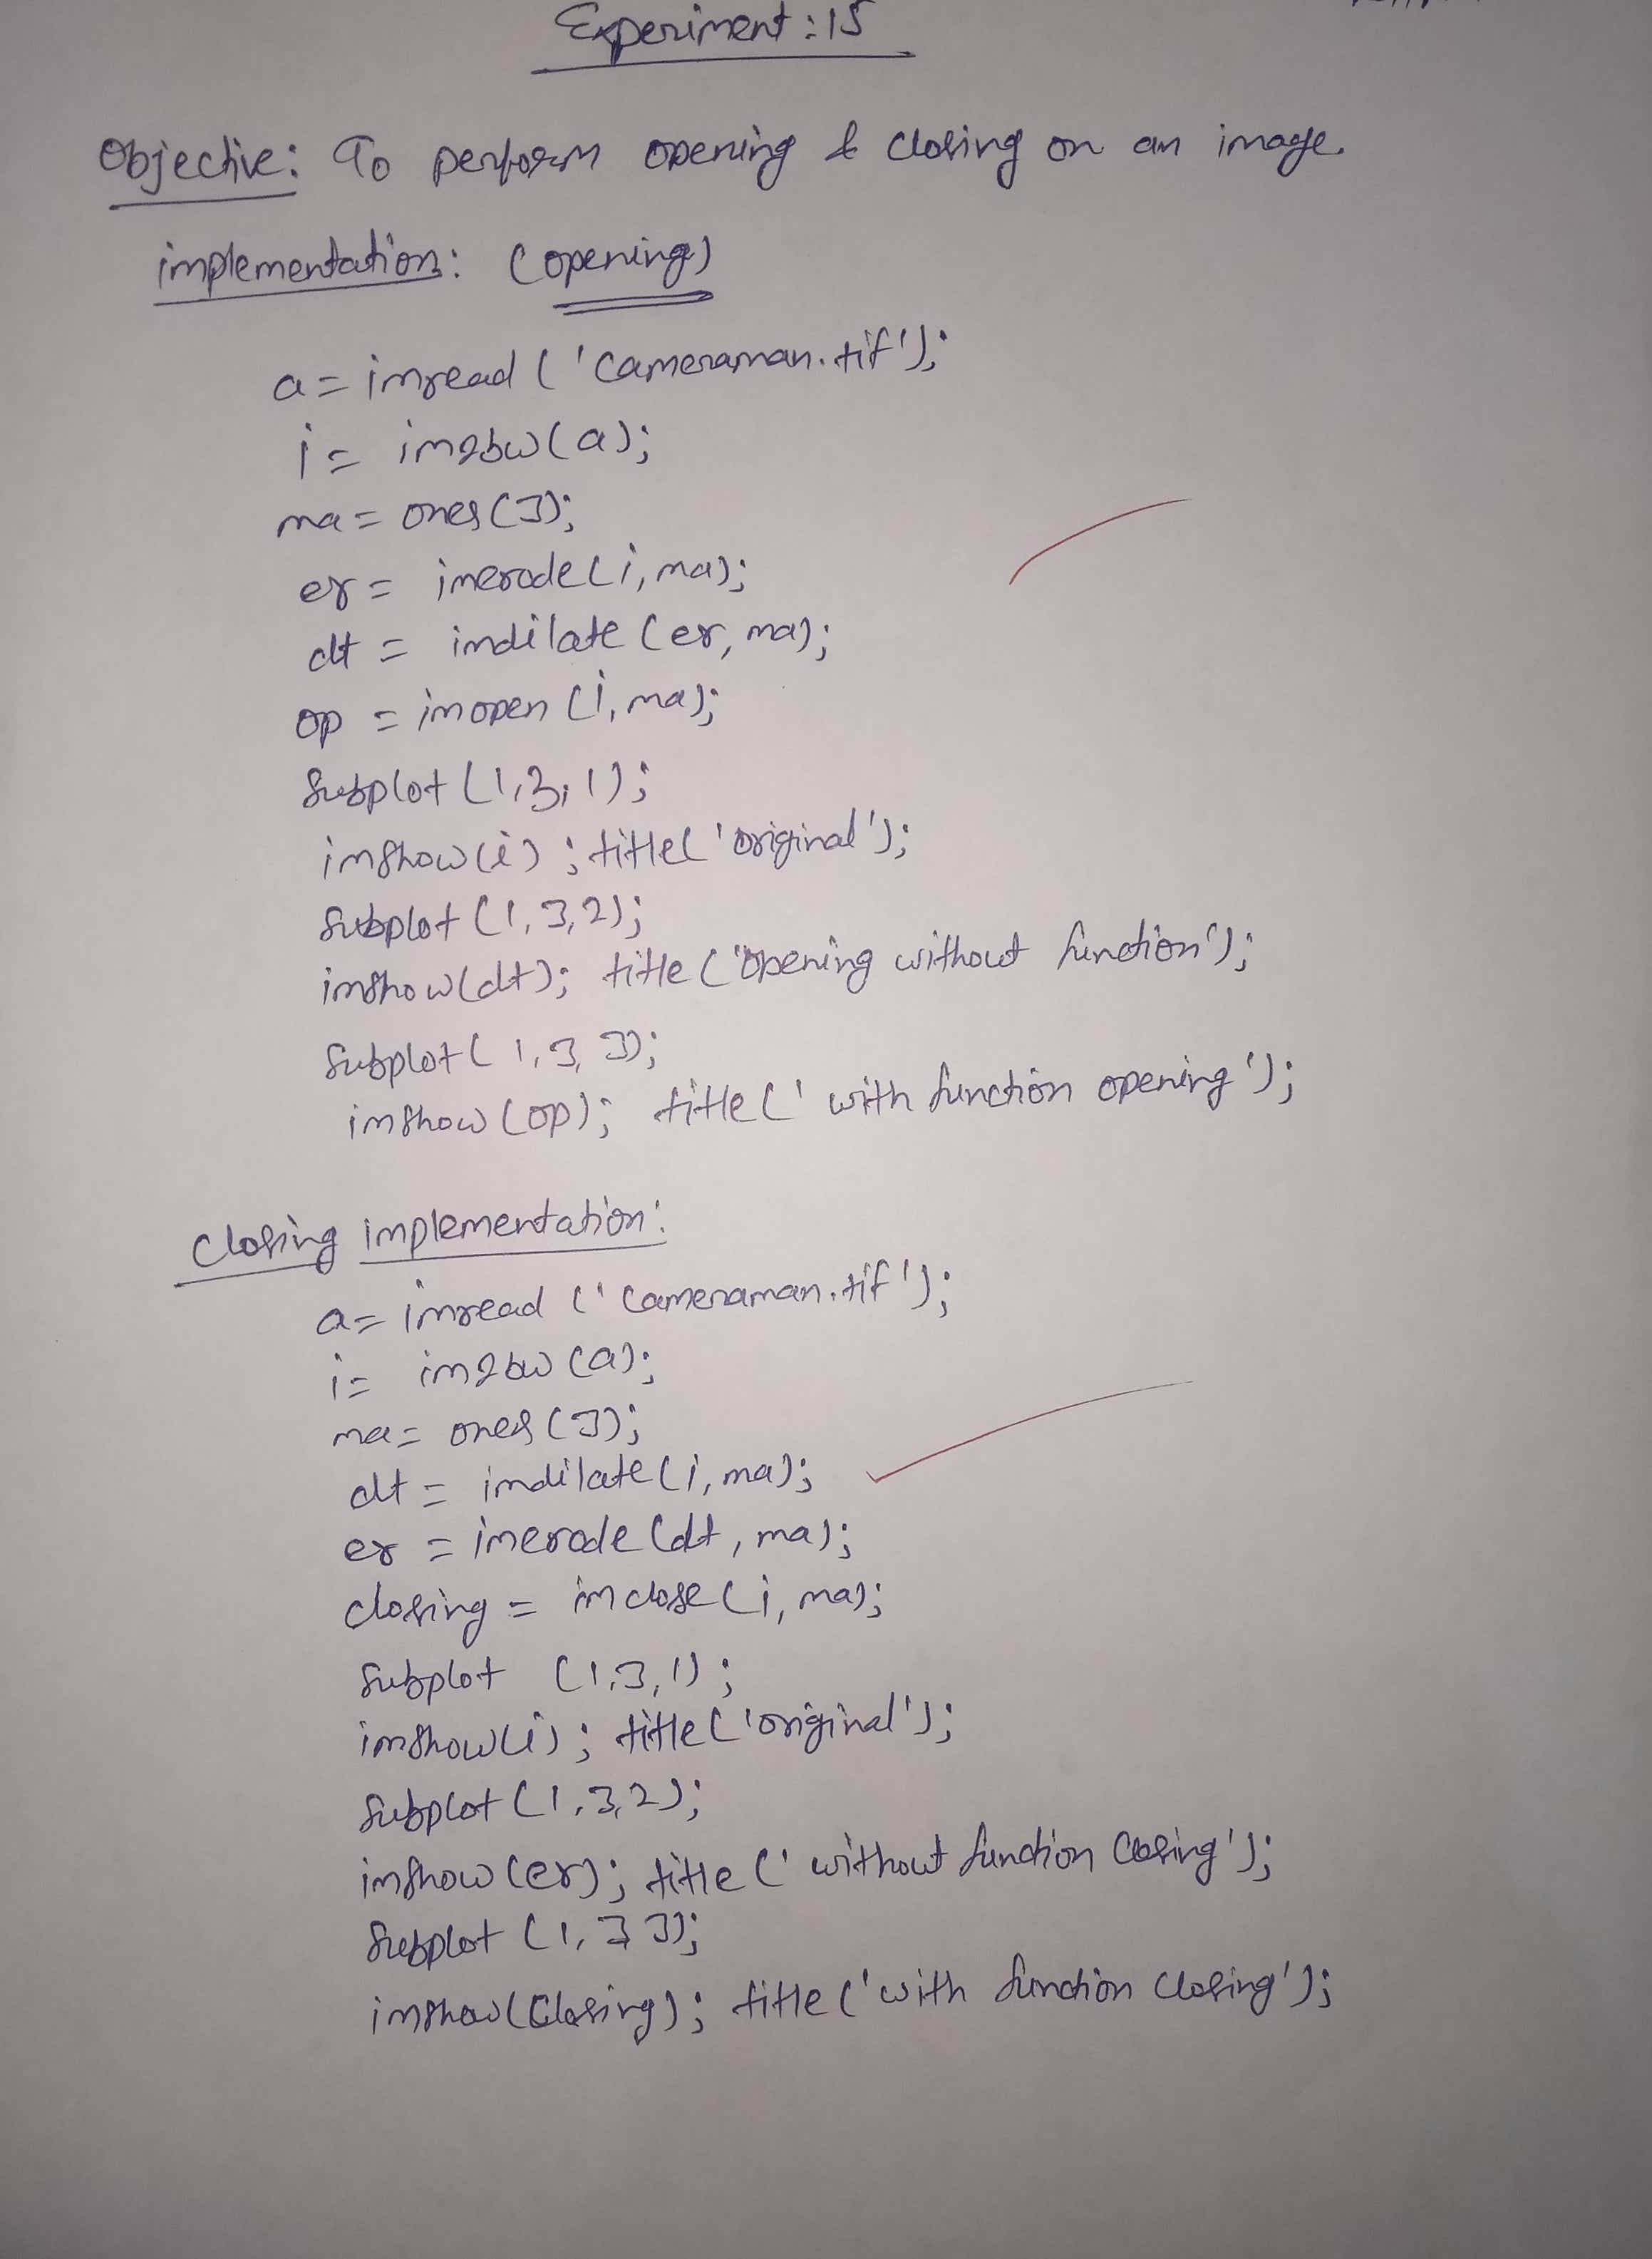 Experiment : 15
Objective: To perform opening & closing on an image.
implementation: (opening)
a = imread ('cameraman.tif');
i = im2bw(a);
ma = ones(3);
er = imerode(i,ma);
dt = imdilate (er, ma);
op = imopen (i, ma);
Subplot (1,3,1);
imshow(i) ; title('original');
Subplot (1,3,2);
imshow(dt); title ('opening without function');
Subplot( 1,3, 3);
imshow (op); title (' with function opening');
Closing implementation:
a= imread (' cameraman.tif');
i= im2bw (a);
ma= ones (3);
dt = imdilate (i, ma);
er = imerode (dt, ma);
closing = imclose (i, ma);
Subplot (1,3,1) ;
imshow(i) ; title ('original');
Subplot (1,3,2);
imshow (er); title (' without function closing');
Subplot (1, 3 3);
imshow(Closing); title ('with function closing');